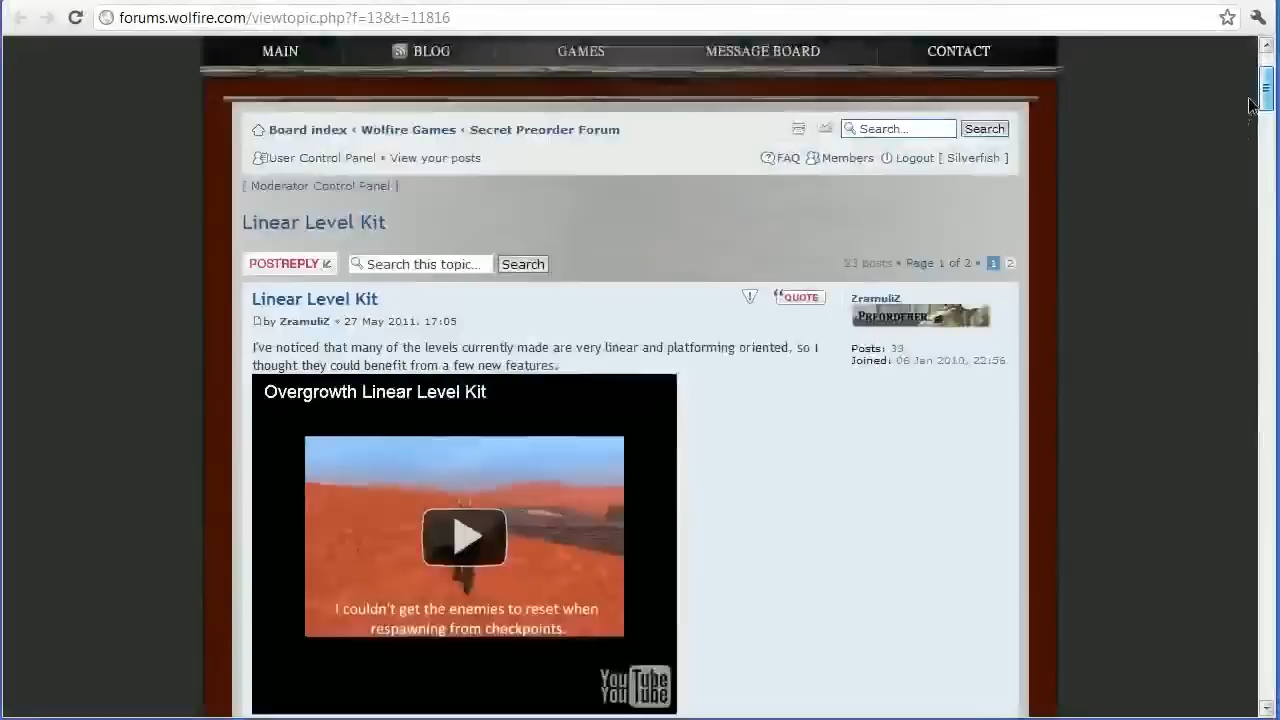 forums.wolfire.com/viewtopic.php?f=13&t=11816
MAIN BLOG GAMES MESSAGE BOARD CONTACT
Board index ‹ Wolfire Games ‹ Secret Preorder Forum Search... Search
User Control Panel • View your posts FAQ Members Logout [ Silverfish ]
[ Moderator Control Panel ]
Linear Level Kit
POSTREPLY Search this topic... Search 23 posts • Page 1 of 2 • 1 2
Linear Level Kit QUOTE ZramuliZ
PREORDERER
by ZramuliZ » 27 May 2011, 17:05
I've noticed that many of the levels currently made are very linear and platforming oriented, so I Posts: 33
thought they could benefit from a few new features. Joined: 06 Jan 2010, 22:56
Overgrowth Linear Level Kit
I couldn't get the enemies to reset when
respawning from checkpoints.
YouTube
YouTube